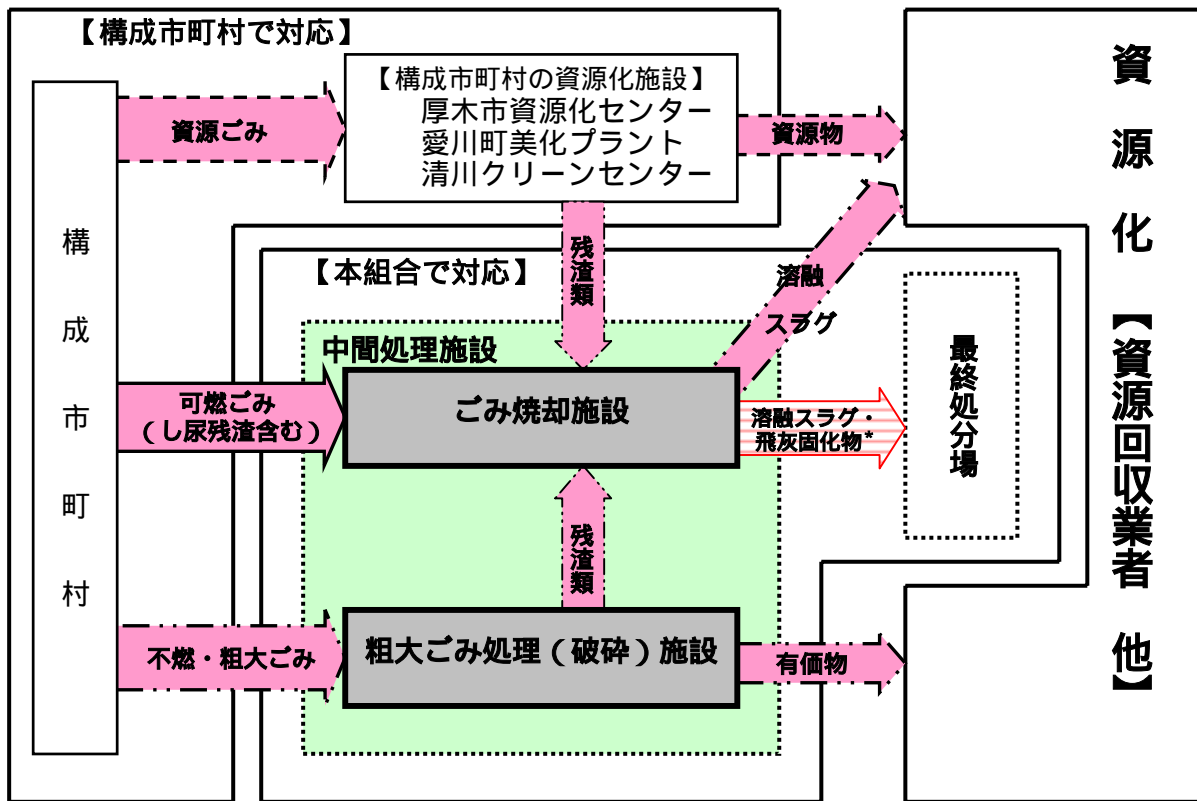 【構成市町村で対応】
【構成市町村の資源化施設】
厚木市資源化センター
愛川町美化プラント
清川クリーンセンター
資源ごみ
資源物
資源化【資源回収業者 他】
構成市町村
残渣類
【本組合で対応】
溶融
スラグ
中間処理施設
ごみ焼却施設
可燃ごみ
（し尿残渣含む）
溶融スラグ・
飛灰固化物*
最終処分場
残渣類
不燃・粗大ごみ
粗大ごみ処理（破砕）施設
有価物